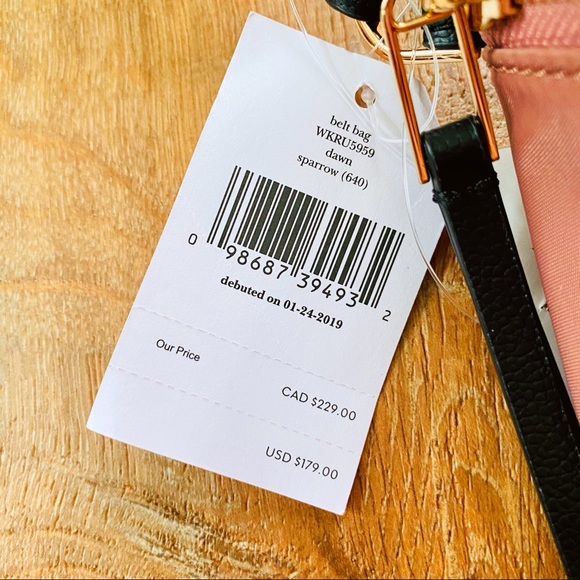 belt bag
WKRU5959
dawn
sparrow (640)
0 98687 39493 2
debuted on 01-24-2019
Our Price
CAD $229.00
USD $179.00